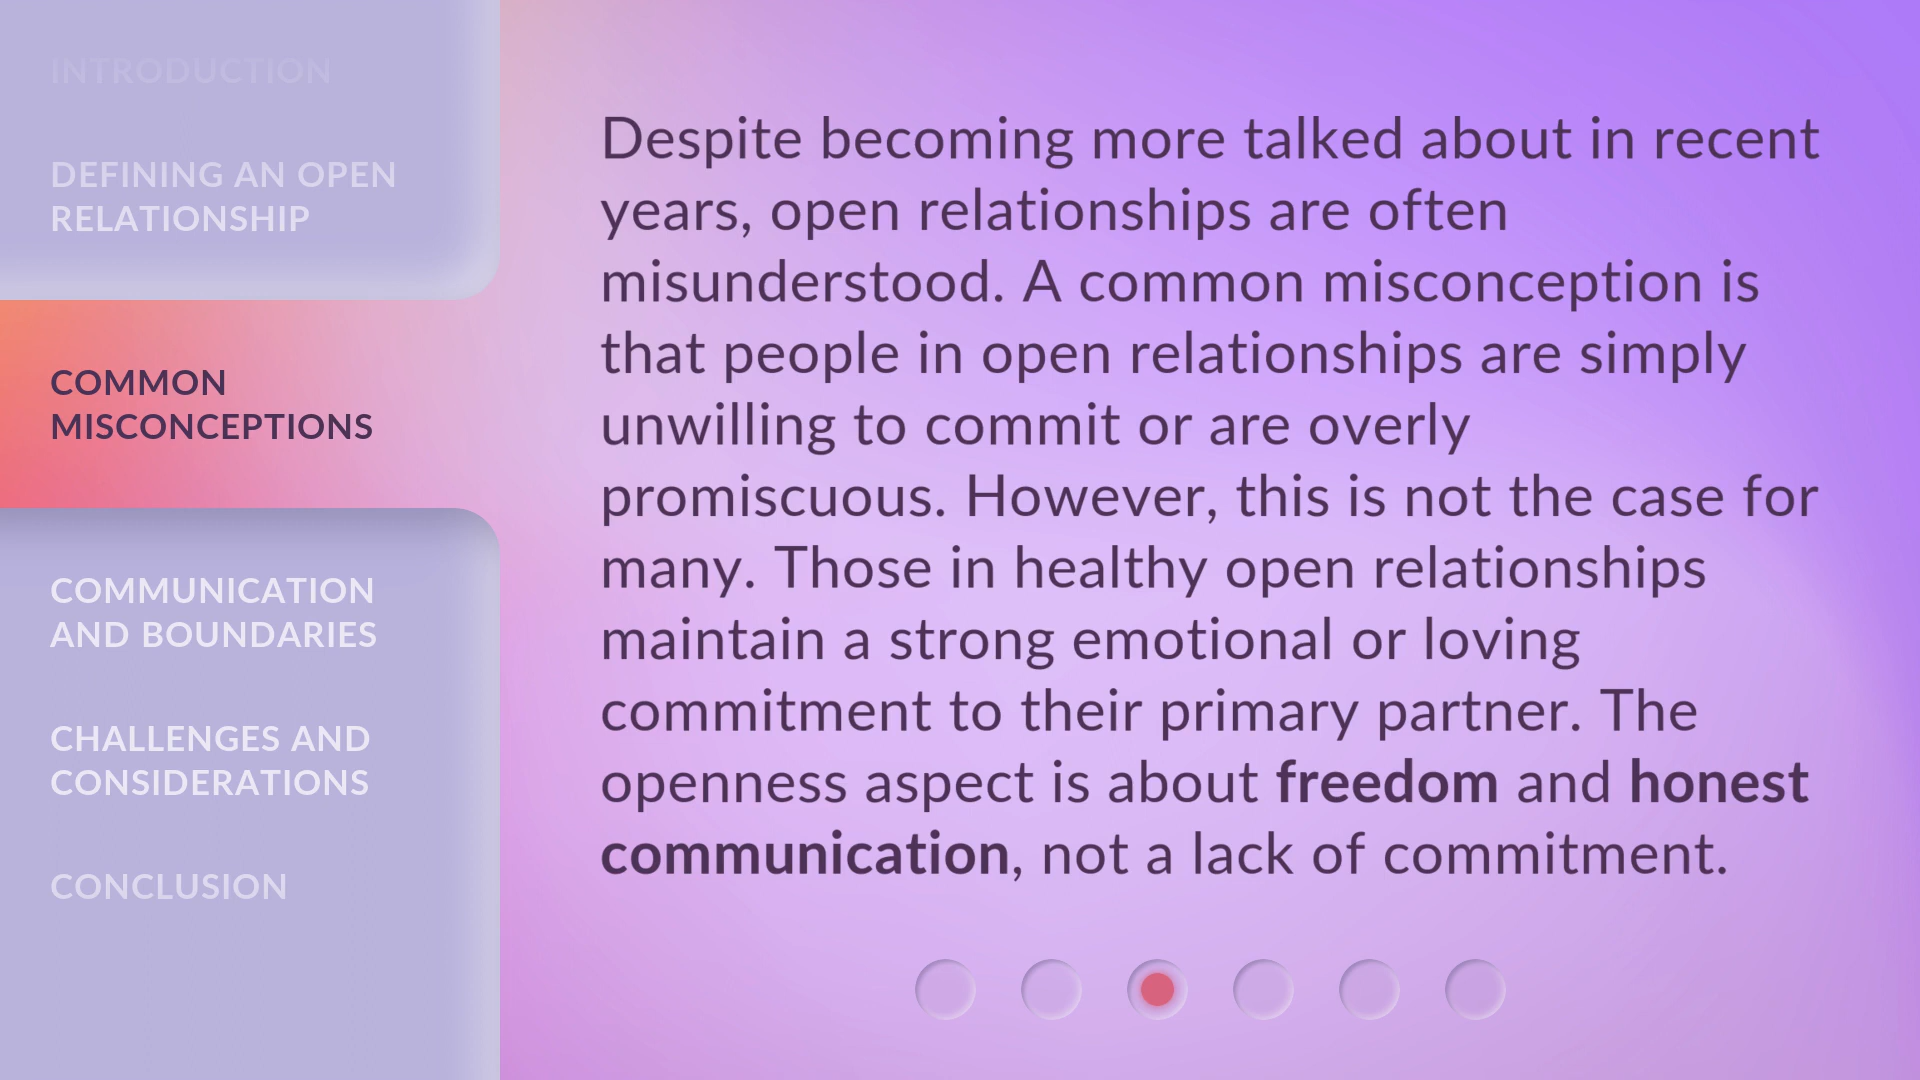 INTRODUCTION
DEFINING AN OPEN
RELATIONSHIP
COMMON
MISCONCEPTIONS
COMMUNICATION
AND BOUNDARIES
CHALLENGES AND
CONSIDERATIONS
CONCLUSION
Despite becoming more talked about in recent
years, open relationships are often
misunderstood. A common misconception is
that people in open relationships are simply
unwilling to commit or are overly
promiscuous. However, this is not the case for
many. Those in healthy open relationships
maintain a strong emotional or loving
commitment to their primary partner. The
openness aspect is about freedom and honest
communication, not a lack of commitment.